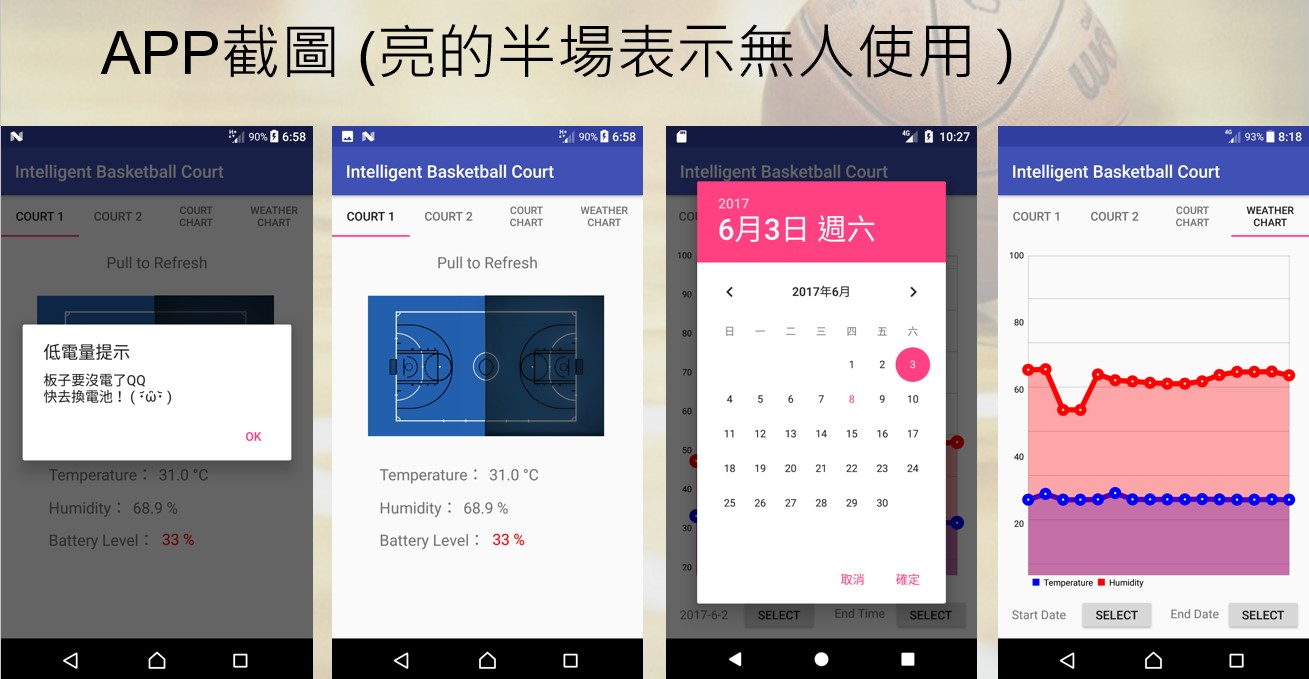 APP截圖 (亮的半場表示無人使用 )
90% 6:58
Intelligent Basketball Court
COURT 1
COURT 2
COURT
CHART
WEATHER
CHART
Pull to Refresh
低電量提示
板子要沒電了QQ
OK
Temperature： 31.0 °C
Humidity： 68.9 %
Battery Level： 33 %
90% 6:58
Intelligent Basketball Court
COURT 1
COURT 2
COURT
CHART
WEATHER
CHART
Pull to Refresh
Temperature： 31.0 °C
Humidity： 68.9 %
Battery Level： 33 %
4G 10:27
Intelligent Basketball Court
COU
2017
6月3日 週六
2017年6月
日 一 二 三 四 五 六
1 2 3
4 5 6 7 8 9 10
11 12 13 14 15 16 17
18 19 20 21 22 23 24
25 26 27 28 29 30
取消 確定
100
90
80
70
60
50
40
30
20
2017-6-2 SELECT End Time SELECT
4G 93% 8:18
Intelligent Basketball Court
COURT 1
COURT 2
COURT
CHART
WEATHER
CHART
100
80
60
40
20
Temperature Humidity
Start Date SELECT End Date SELECT